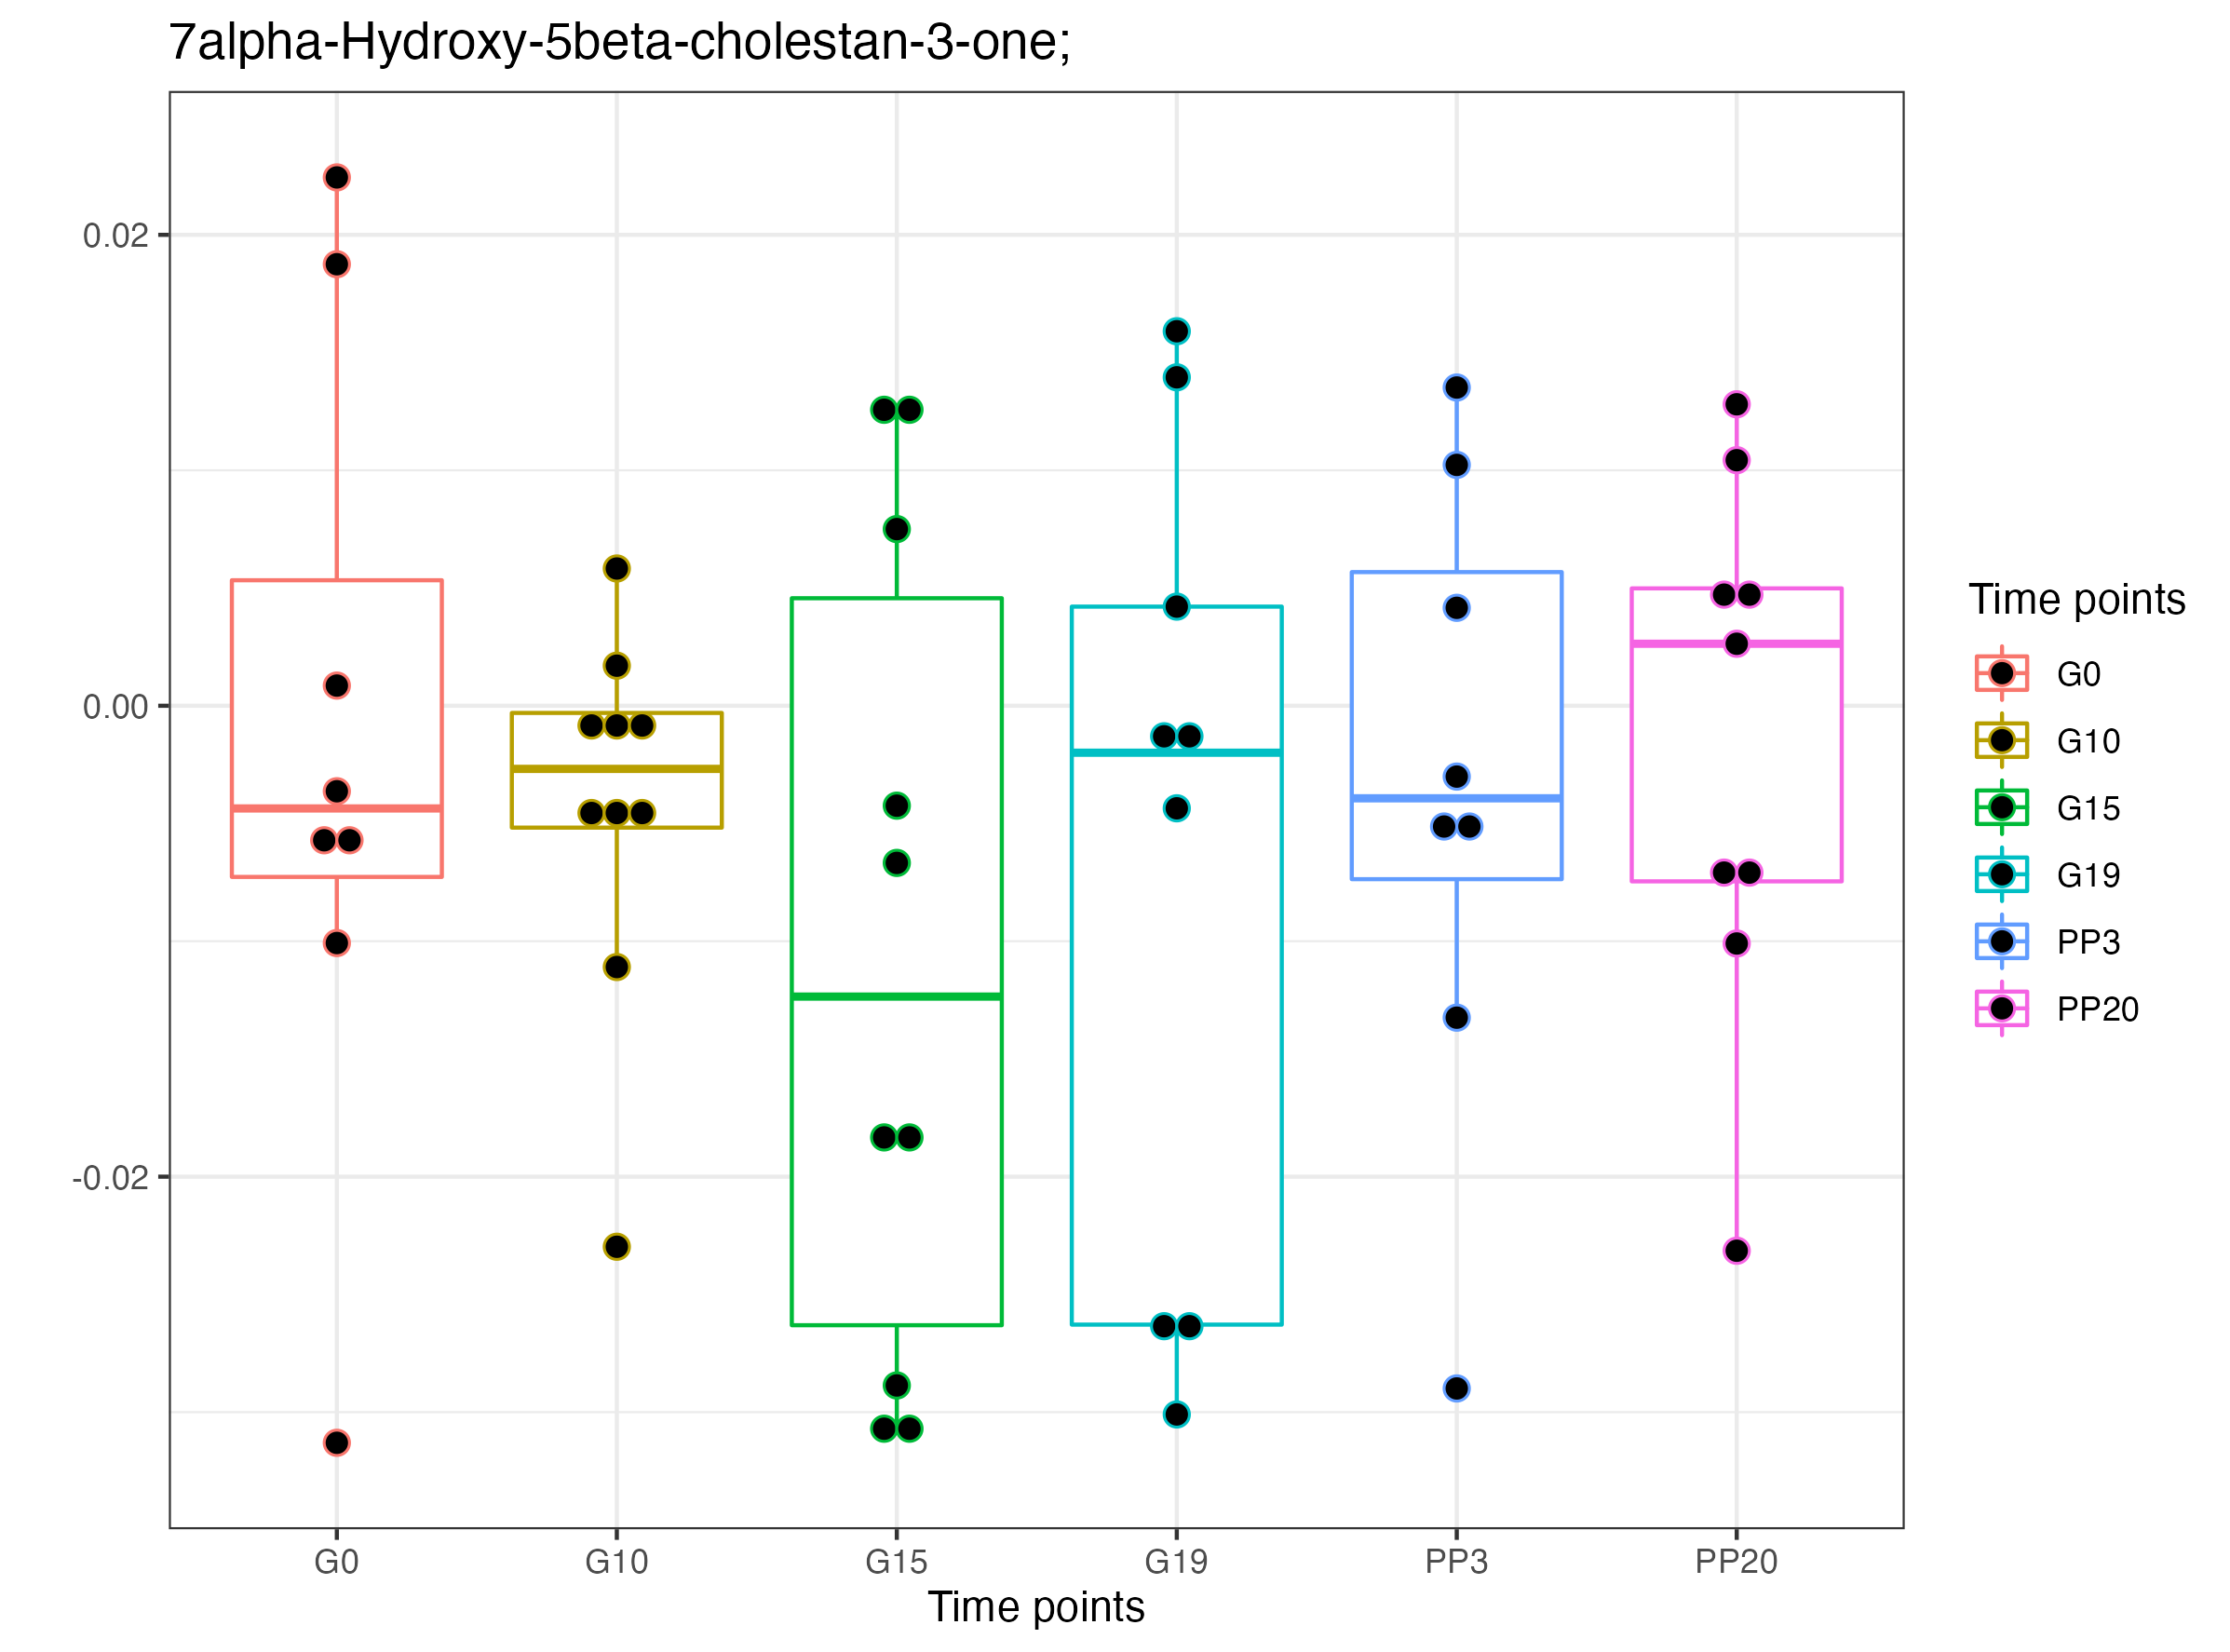 7alpha-Hydroxy-5beta-cholestan-3-one;
0.02
0.00
-0.02
G0 G10 G15 G19 PP3 PP20
Time points
Time points
G0
G10
G15
G19
PP3
PP20